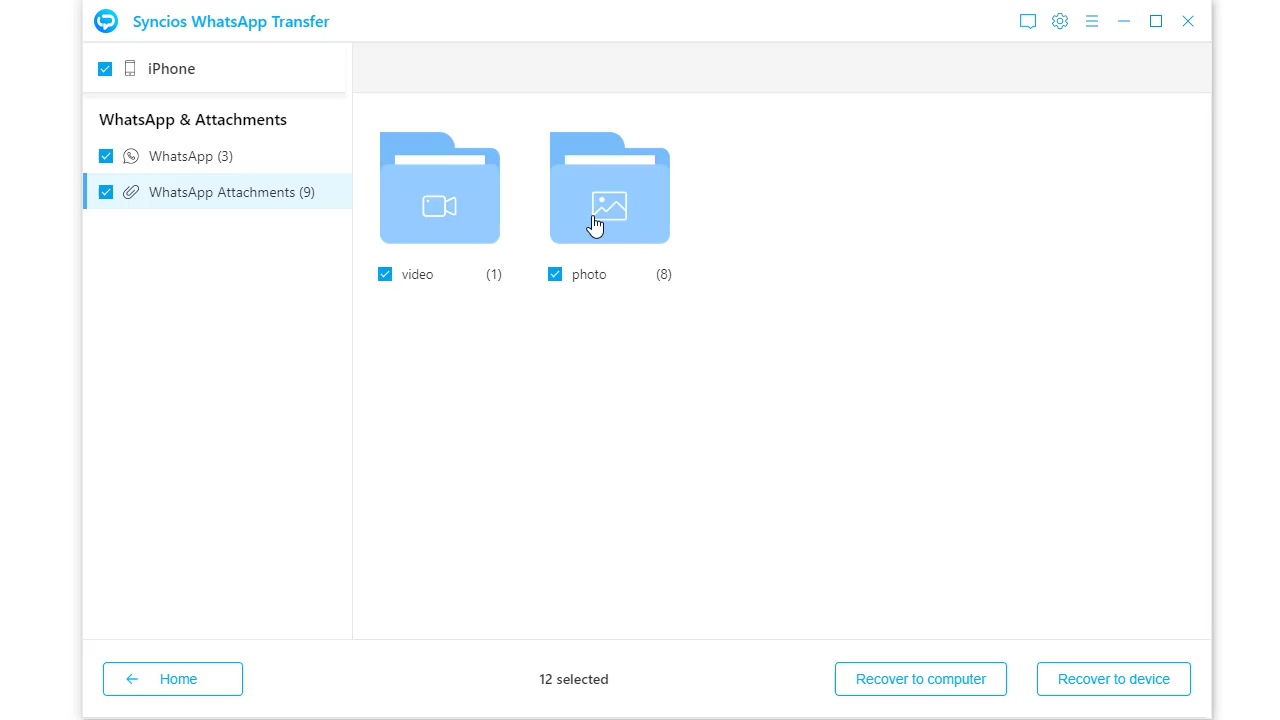 Syncios WhatsApp Transfer
iPhone
WhatsApp & Attachments
WhatsApp (3)
WhatsApp Attachments (9)
video (1)
photo (8)
Home
12 selected
Recover to computer
Recover to device